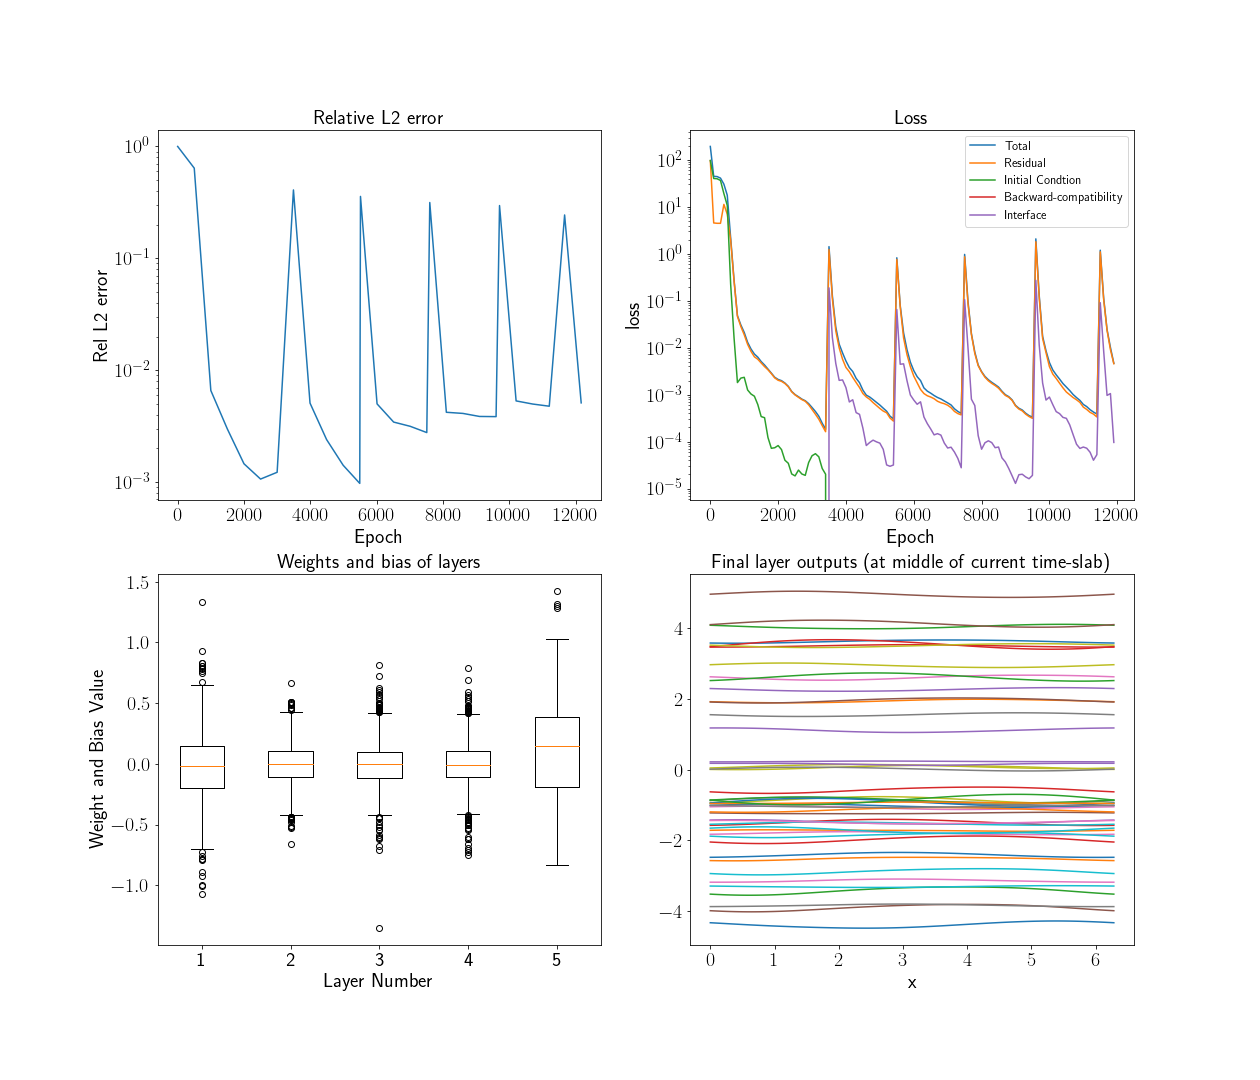 Relative L2 error
Rel L2 error
10^0
10^-1
10^-2
10^-3
0 2000 4000 6000 8000 10000 12000
Epoch
Loss
loss
10^2
10^1
10^0
10^-1
10^-2
10^-3
10^-4
10^-5
Total
Residual
Initial Condtion
Backward-compatibility
Interface
0 2000 4000 6000 8000 10000 12000
Epoch
Weights and bias of layers
Weight and Bias Value
1.5
1.0
0.5
0.0
−0.5
−1.0
1 2 3 4 5
Layer Number
Final layer outputs (at middle of current time-slab)
4
2
0
−2
−4
0 1 2 3 4 5 6
x